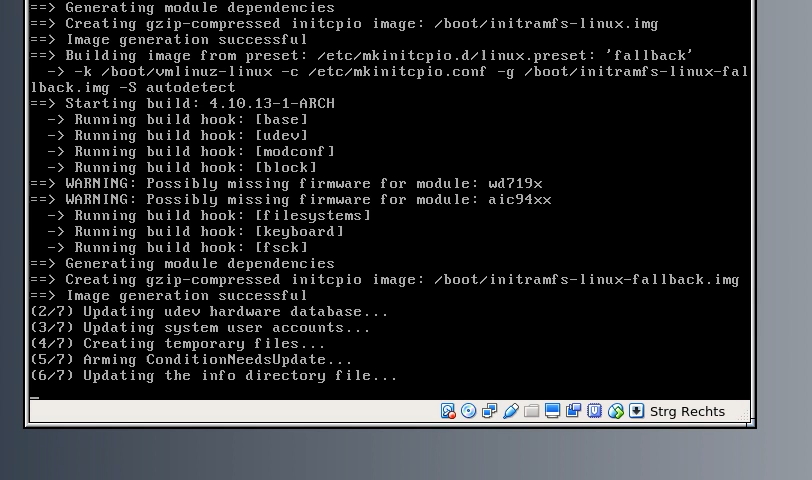 ==> Generating module dependencies
==> Creating gzip-compressed initcpio image: /boot/initramfs-linux.img
==> Image generation successful
==> Building image from preset: /etc/mkinitcpio.d/linux.preset: 'fallback'
  -> -k /boot/vmlinuz-linux -c /etc/mkinitcpio.conf -g /boot/initramfs-linux-fal
lback.img -S autodetect
==> Starting build: 4.10.13-1-ARCH
  -> Running build hook: [base]
  -> Running build hook: [udev]
  -> Running build hook: [modconf]
  -> Running build hook: [block]
==> WARNING: Possibly missing firmware for module: wd719x
==> WARNING: Possibly missing firmware for module: aic94xx
  -> Running build hook: [filesystems]
  -> Running build hook: [keyboard]
  -> Running build hook: [fsck]
==> Generating module dependencies
==> Creating gzip-compressed initcpio image: /boot/initramfs-linux-fallback.img
==> Image generation successful
(2/7) Updating udev hardware database...
(3/7) Updating system user accounts...
(4/7) Creating temporary files...
(5/7) Arming ConditionNeedsUpdate...
(6/7) Updating the info directory file...
Strg Rechts